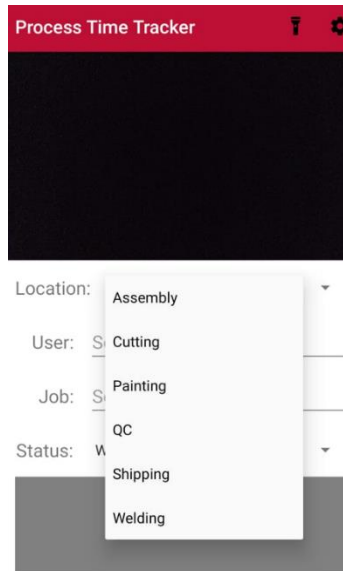 Process Time Tracker
Location:
Assembly
User:
Cutting
Job:
Painting
QC
Status:
Shipping
Welding